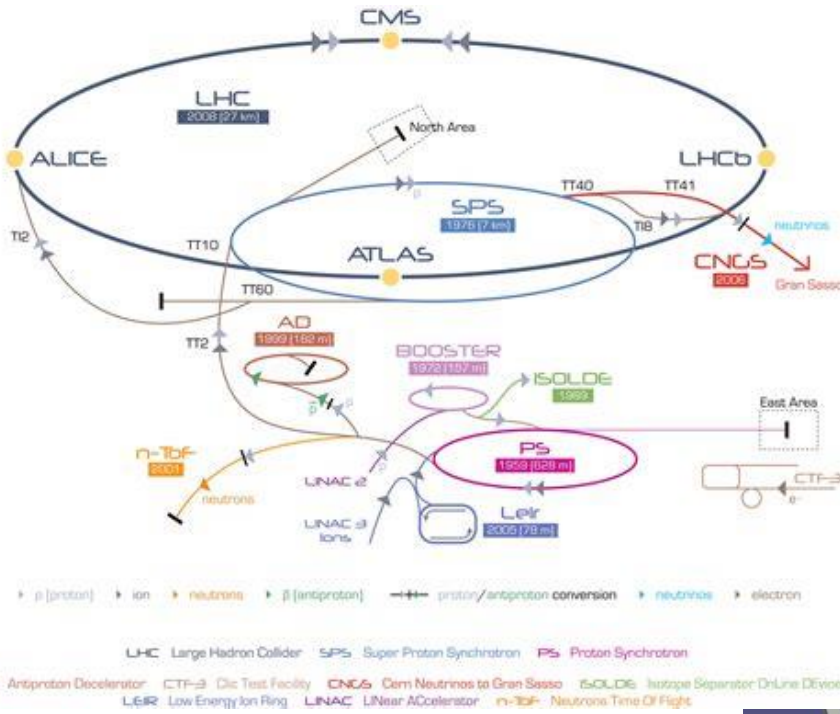 CMS
LHC
2008 (27 km)
North Area
ALICE
LHCb
TT40
TT41
SPS
1976 (7 km)
TI8
neutrinos
TI2
TT10
ATLAS
CNGS
2006
Gran Sasso
TT60
AD
1999 (182 m)
TT2
BOOSTER
1972 (157 m)
ISOLDE
1989
East Area
n-ToF
2001
PS
1959 (628 m)
LINAC 2
neutrons
CTF-3
e-
LINAC 3
Ions
Leir
2005 (78 m)
p (proton) ion neutrons p̄ (antiproton) proton/antiproton conversion neutrinos electron
LHC Large Hadron Collider SPS Super Proton Synchrotron PS Proton Synchrotron
Antiproton Decelerator CTF-3 Clic Test Facility CNGS Cern Neutrinos to Gran Sasso ISOLDE Isotope Separator OnLine DEvice
LEIR Low Energy Ion Ring LINAC LINear ACcelerator n-ToF Neutrons Time Of Flight